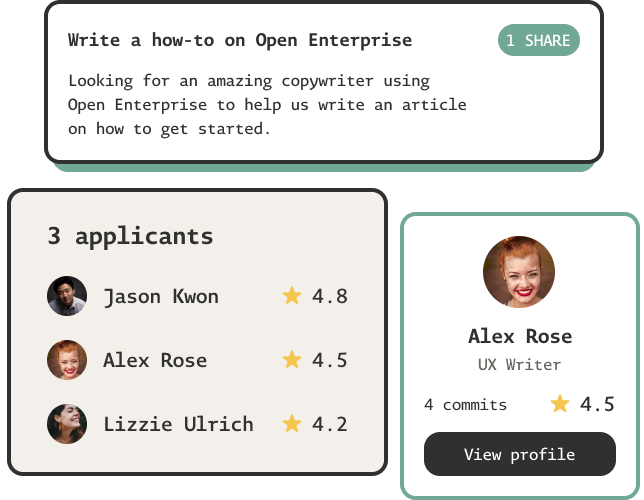 Write a how-to on Open Enterprise
1 SHARE
Looking for an amazing copywriter using
Open Enterprise to help us write an article
on how to get started.
3 applicants
Jason Kwon 4.8
Alex Rose 4.5
Lizzie Ulrich 4.2
Alex Rose
UX Writer
4 commits 4.5
View profile